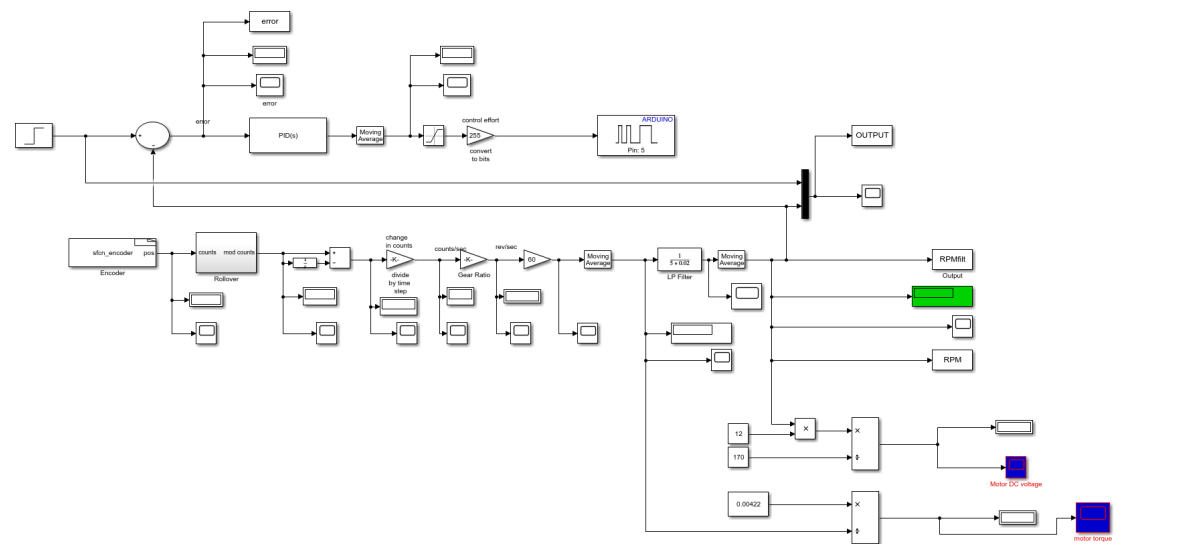 error
error
error
PID(s)
Moving
Average
control effort
255
convert
to bits
ARDUINO
Pin: 5
OUTPUT
sfcn_encoder
pos
Encoder
counts
mod counts
Rollover
+
-
change
in counts
-K-
divide
by time
step
counts/sec
-K-
Gear Ratio
rev/sec
60
Moving
Average
1
s + 0.02
LP Filter
Moving
Average
RPMfilt
Output
RPM
12
170
×
×
÷
Motor DC voltage
0.00422
×
÷
motor torque